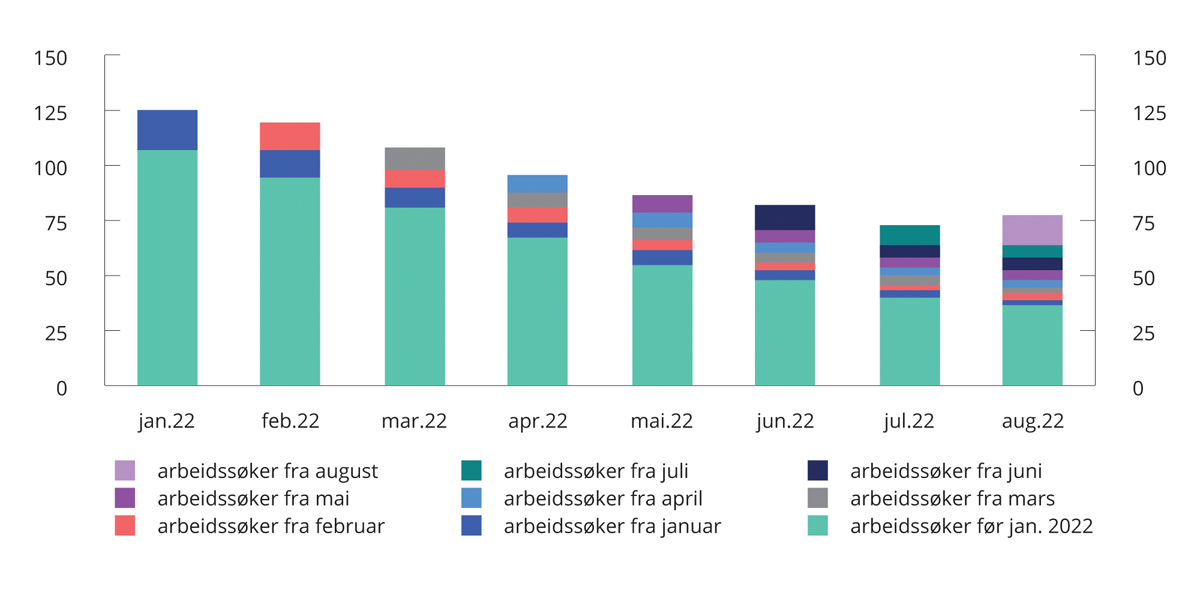 150 150
125 125
100 100
75 75
50 50
25 25
0 0
jan.22 feb.22 mar.22 apr.22 mai.22 jun.22 jul.22 aug.22
arbeidssøker fra august arbeidssøker fra juli arbeidssøker fra juni
arbeidssøker fra mai arbeidssøker fra april arbeidssøker fra mars
arbeidssøker fra februar arbeidssøker fra januar arbeidssøker før jan. 2022